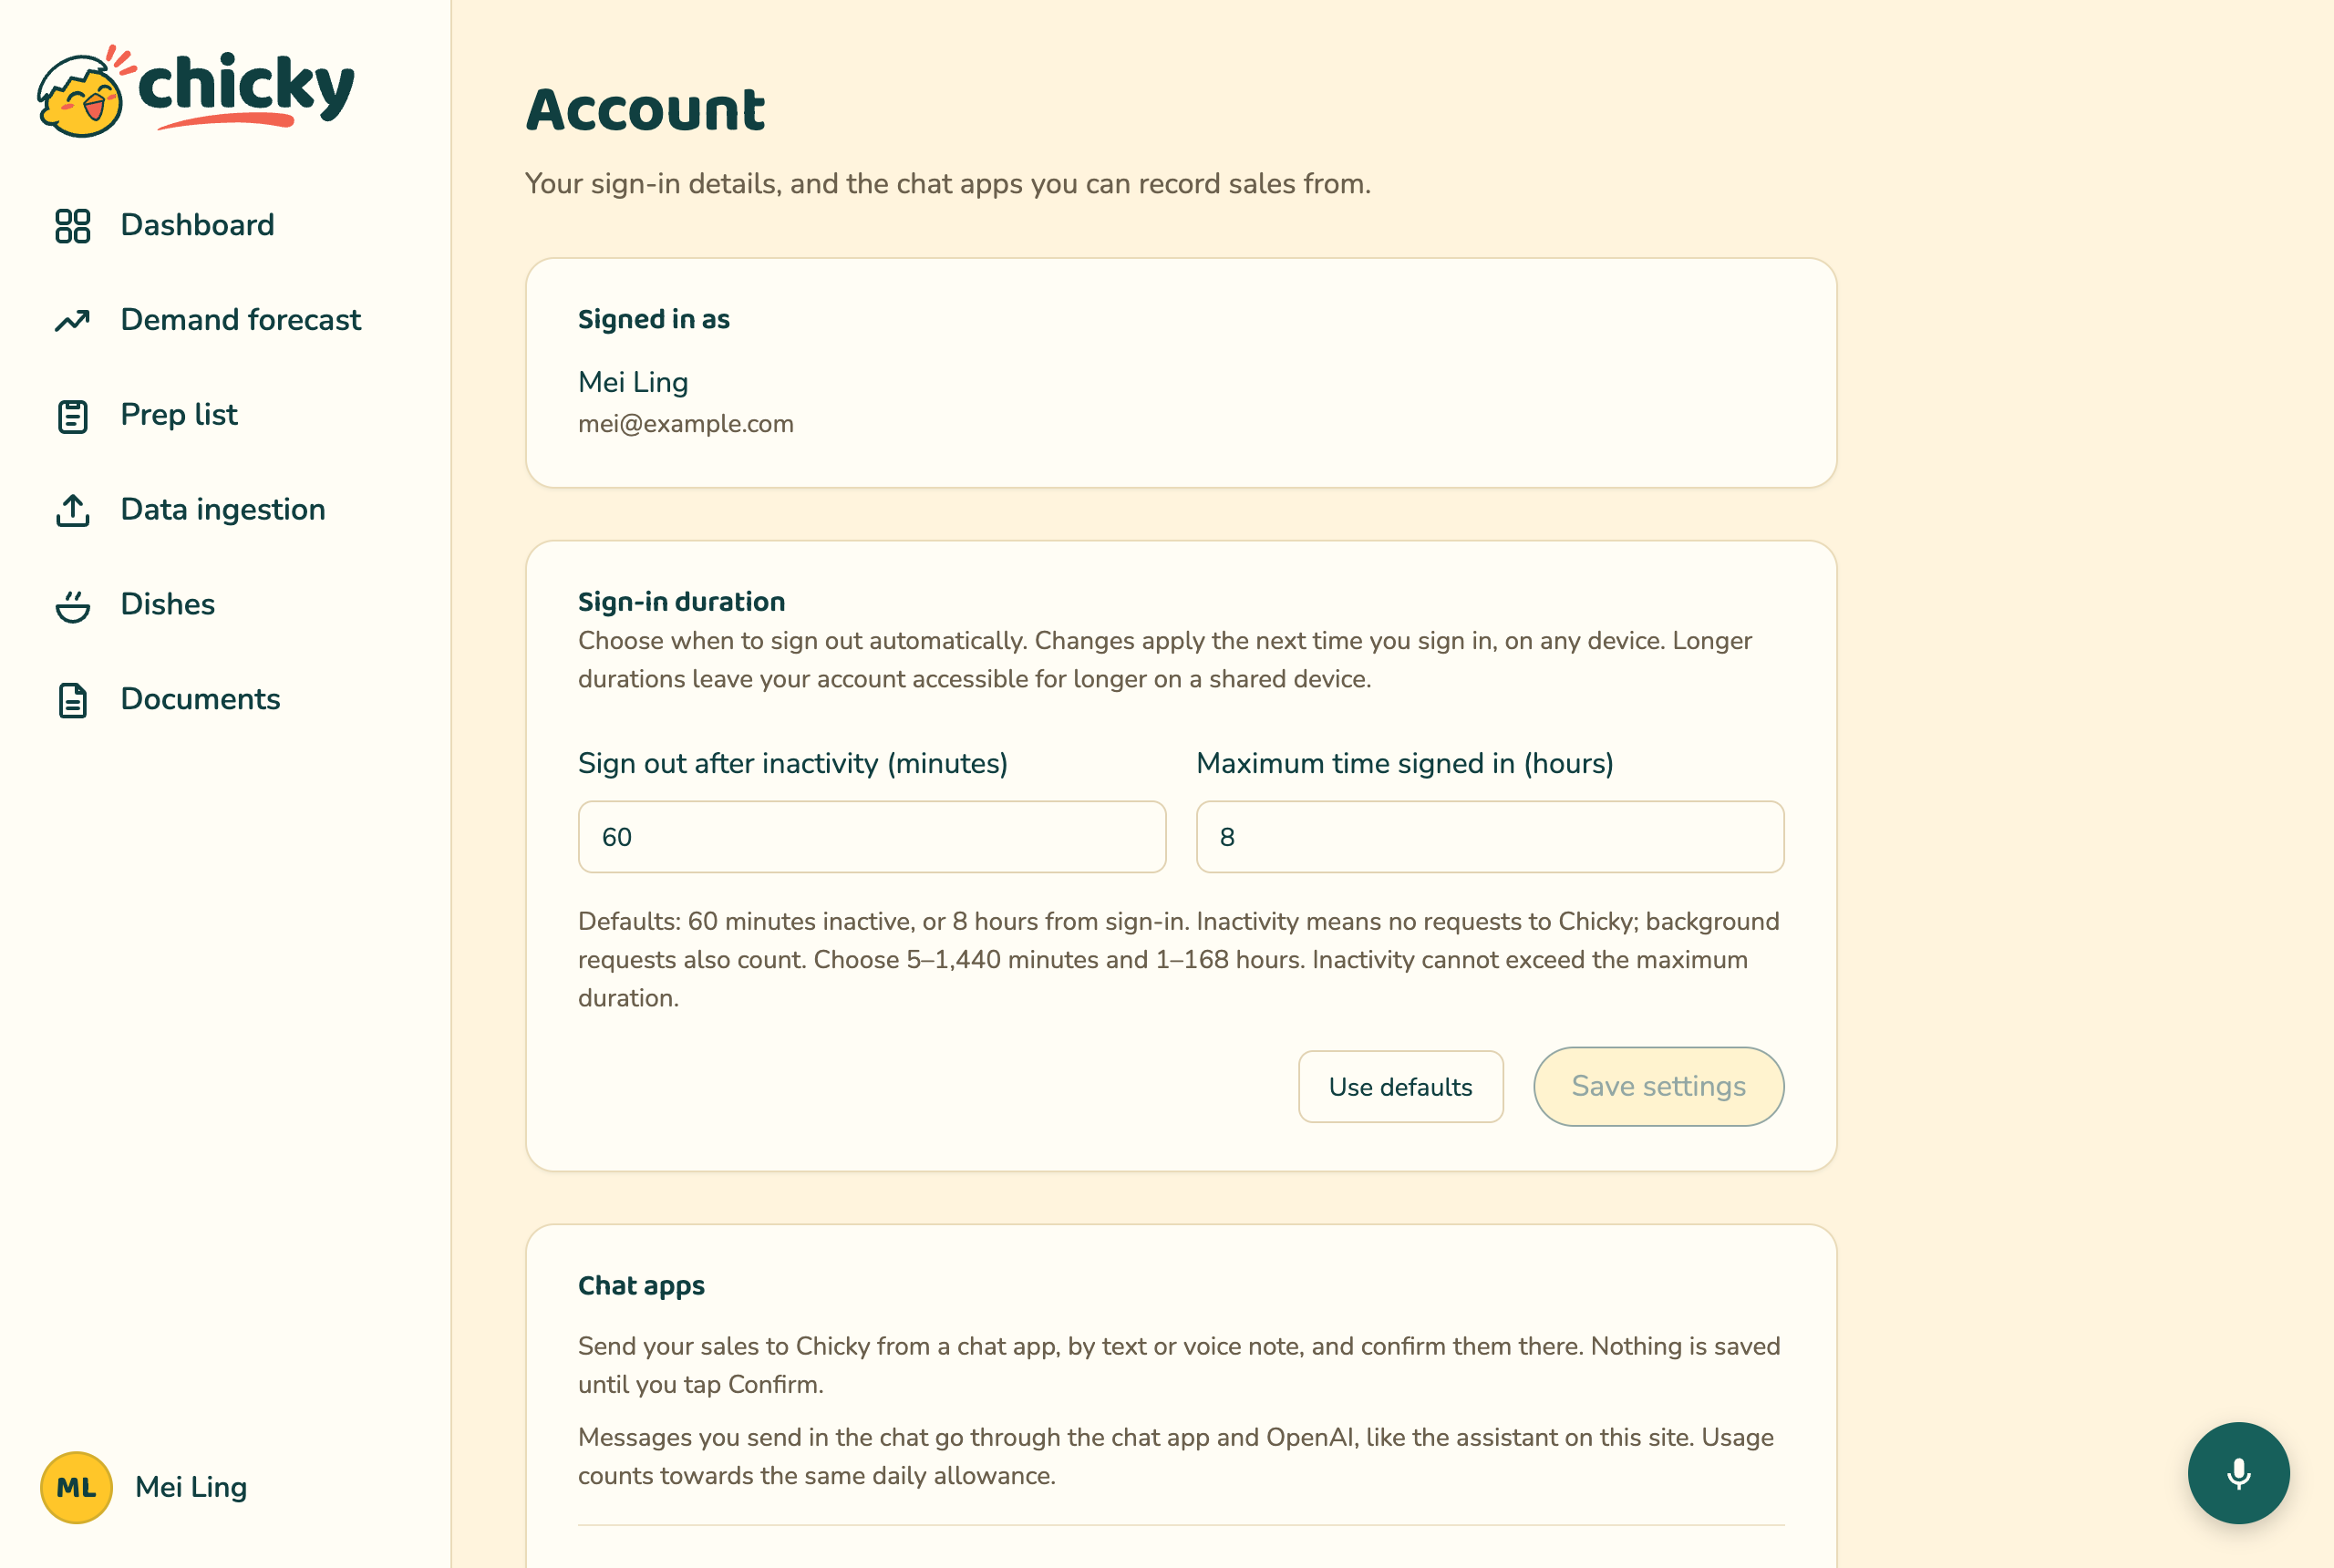 chicky
Dashboard
Demand forecast
Prep list
Data ingestion
Dishes
Documents
ML
Mei Ling
Account
Your sign-in details, and the chat apps you can record sales from.
Signed in as
Mei Ling
mei@example.com
Sign-in duration
Choose when to sign out automatically. Changes apply the next time you sign in, on any device. Longer
durations leave your account accessible for longer on a shared device.
Sign out after inactivity (minutes)
60
Maximum time signed in (hours)
8
Defaults: 60 minutes inactive, or 8 hours from sign-in. Inactivity means no requests to Chicky; background
requests also count. Choose 5–1,440 minutes and 1–168 hours. Inactivity cannot exceed the maximum
duration.
Use defaults
Save settings
Chat apps
Send your sales to Chicky from a chat app, by text or voice note, and confirm them there. Nothing is saved
until you tap Confirm.
Messages you send in the chat go through the chat app and OpenAI, like the assistant on this site. Usage
counts towards the same daily allowance.